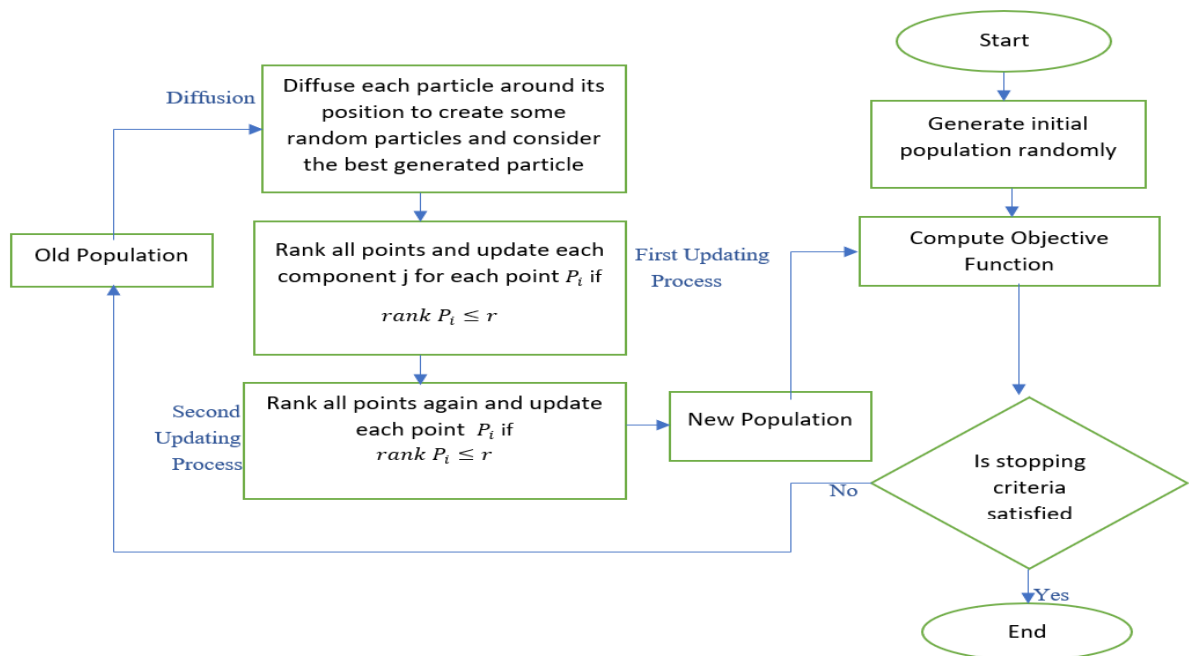 Start
Generate initial
population randomly
Compute Objective
Function
Is stopping
criteria
satisfied
Yes
End
No
Old Population
Diffusion
Diffuse each particle around its
position to create some
random particles and consider
the best generated particle
Rank all points and update each
component j for each point P_i if
rank P_i ≤ r
First Updating
Process
Rank all points again and update
each point P_i if
rank P_i ≤ r
Second
Updating
Process
New Population